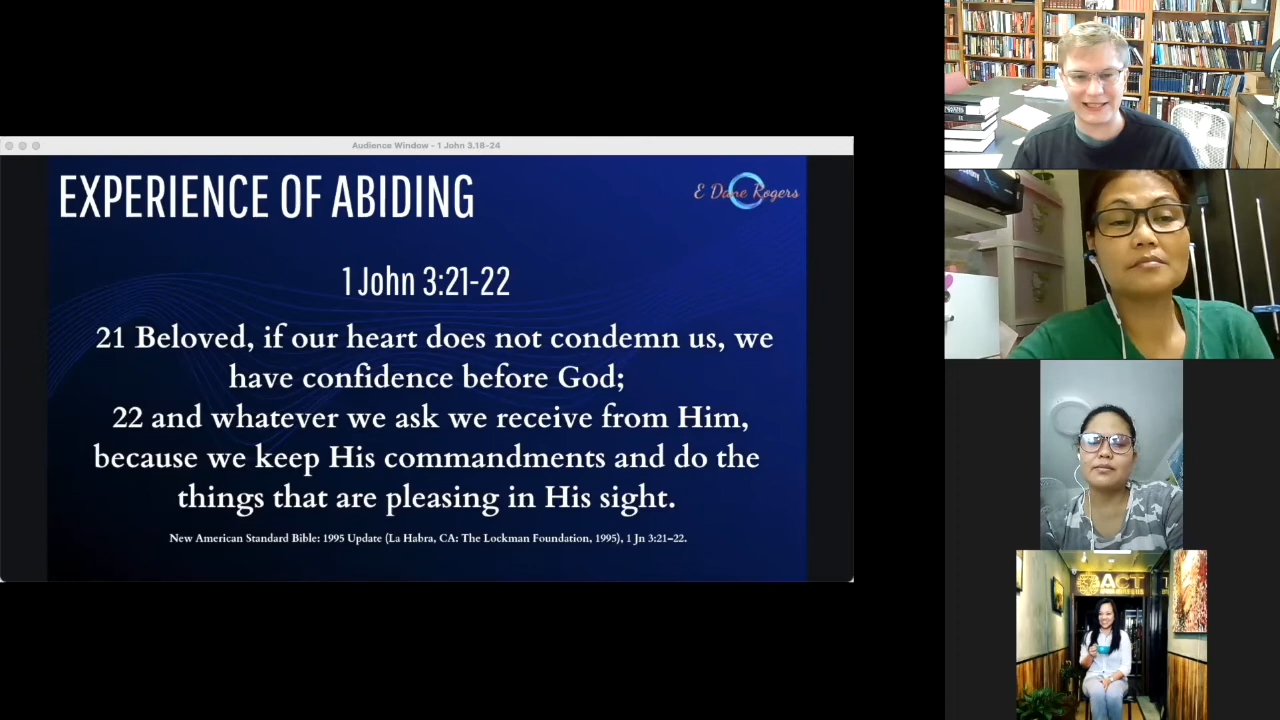 Audience Window - 1 John 3.18-24
EXPERIENCE OF ABIDING
E Dane Rogers
1 John 3:21-22
21 Beloved, if our heart does not condemn us, we
have confidence before God;
22 and whatever we ask we receive from Him,
because we keep His commandments and do the
things that are pleasing in His sight.
New American Standard Bible: 1995 Update (La Habra, CA: The Lockman Foundation, 1995), 1 Jn 3:21–22.
ACT